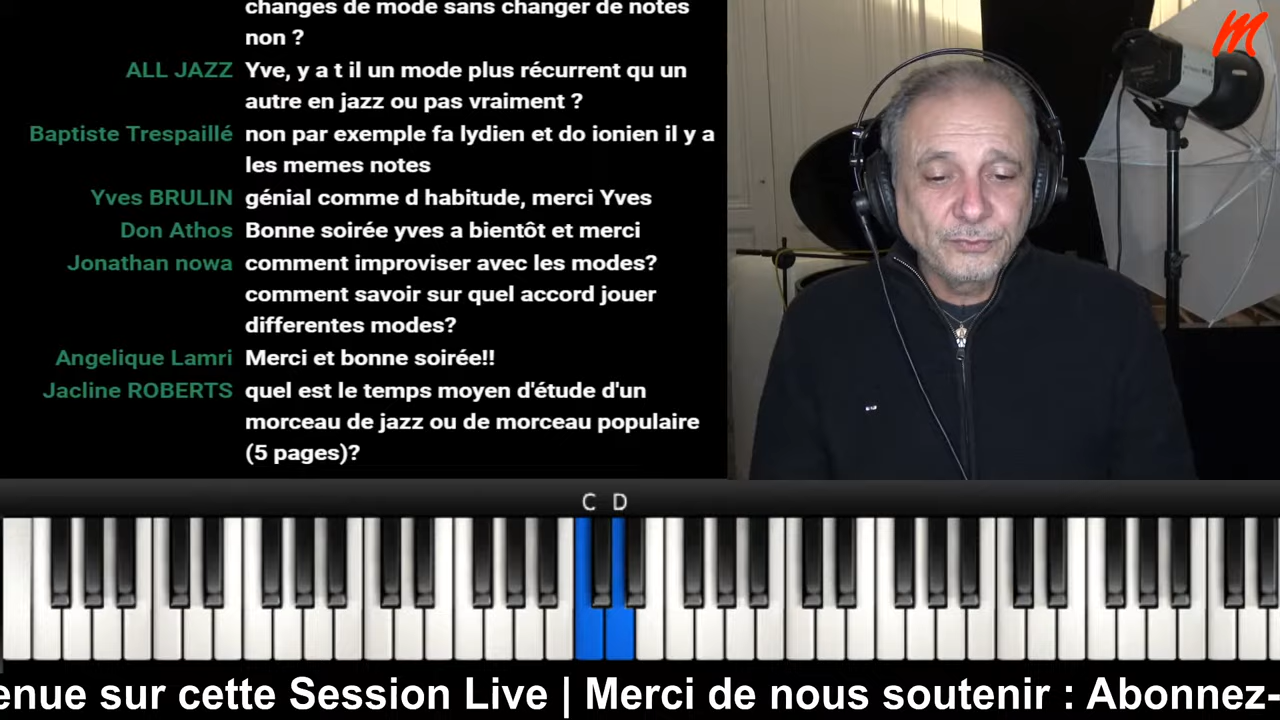 changes de mode sans changer de notes
non ?
ALL JAZZ Yve, y a t il un mode plus récurrent qu un
autre en jazz ou pas vraiment ?
Baptiste Trespaillé non par exemple fa lydien et do ionien il y a
les memes notes
Yves BRULIN génial comme d habitude, merci Yves
Don Athos Bonne soirée yves a bientôt et merci
Jonathan nowa comment improviser avec les modes?
comment savoir sur quel accord jouer
differentes modes?
Angelique Lamri Merci et bonne soirée!!
Jacline ROBERTS quel est le temps moyen d'étude d'un
morceau de jazz ou de morceau populaire
(5 pages)?
M
C D
enue sur cette Session Live | Merci de nous soutenir : Abonnez-